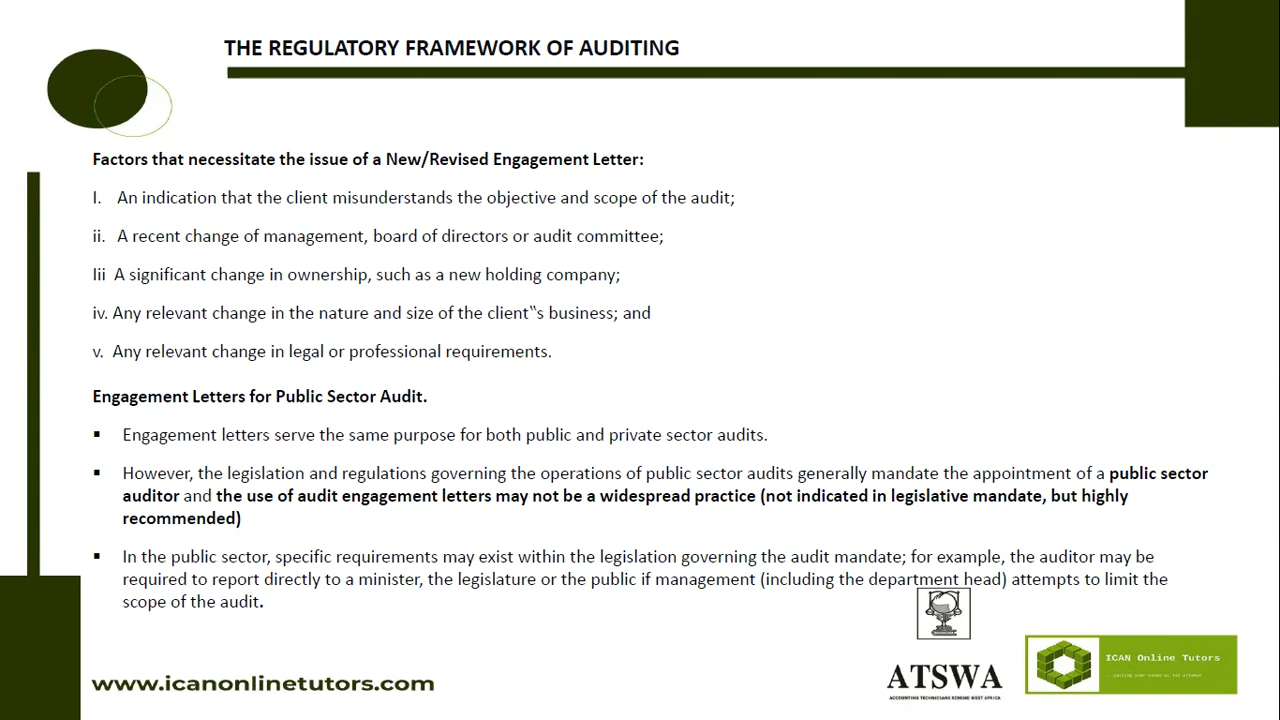 THE REGULATORY FRAMEWORK OF AUDITING
Factors that necessitate the issue of a New/Revised Engagement Letter:
I. An indication that the client misunderstands the objective and scope of the audit;
ii. A recent change of management, board of directors or audit committee;
Iii A significant change in ownership, such as a new holding company;
iv. Any relevant change in the nature and size of the client‟s business; and
v. Any relevant change in legal or professional requirements.
Engagement Letters for Public Sector Audit.
▪ Engagement letters serve the same purpose for both public and private sector audits.
▪ However, the legislation and regulations governing the operations of public sector audits generally mandate the appointment of a public sector
auditor and the use of audit engagement letters may not be a widespread practice (not indicated in legislative mandate, but highly
recommended)
▪ In the public sector, specific requirements may exist within the legislation governing the audit mandate; for example, the auditor may be
required to report directly to a minister, the legislature or the public if management (including the department head) attempts to limit the
scope of the audit.
www.icanonlinetutors.com
ATSWA
ACCOUNTING TECHNICIANS SCHEME WEST AFRICA
ICAN Online Tutors